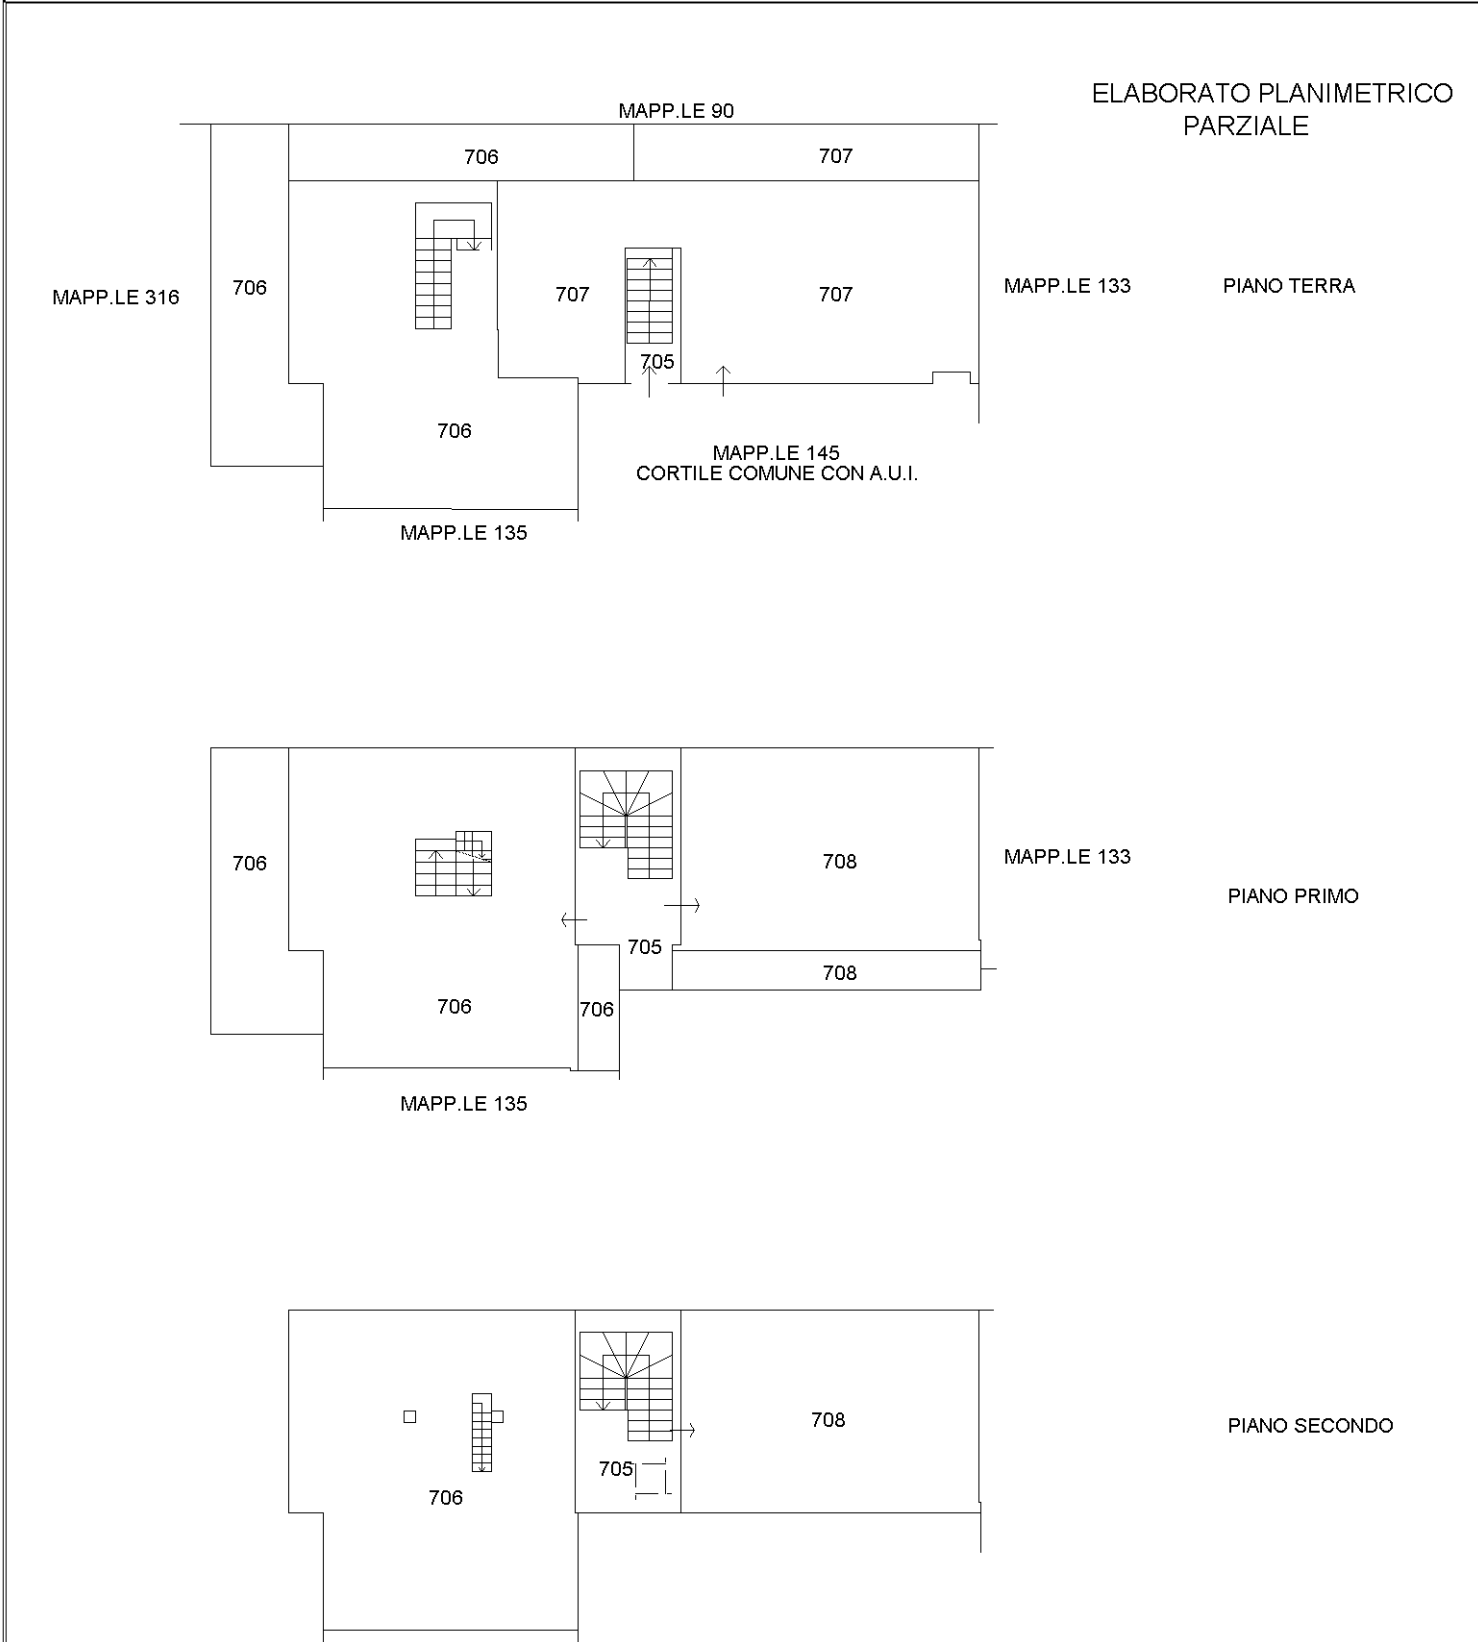 ELABORATO PLANIMETRICO
PARZIALE
MAPP.LE 90
706
707
MAPP.LE 316
706
707
707
MAPP.LE 133
PIANO TERRA
705
706
MAPP.LE 145
CORTILE COMUNE CON A.U.I.
MAPP.LE 135
706
708
MAPP.LE 133
PIANO PRIMO
705
708
706
706
MAPP.LE 135
708
PIANO SECONDO
705
706